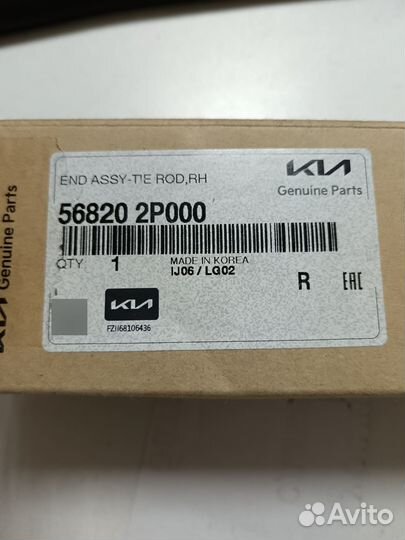 END ASSY-TIE ROD,RH
KIA
Genuine Parts
56820 2P000
QTY 1 MADE IN KOREA
IJ06 / LG02
R EAC
KIA
FZII68106436
KIA Genuine Parts
Avito